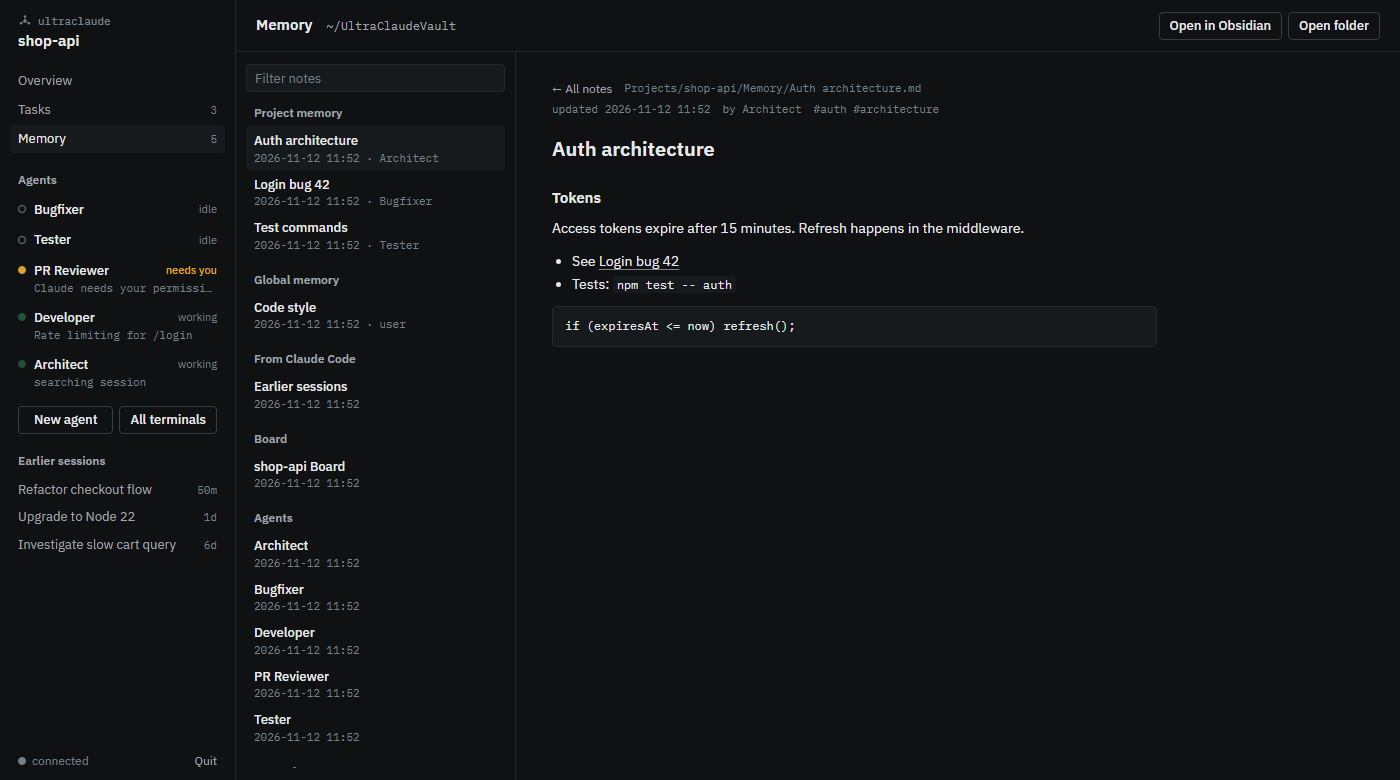 ultraclaude
shop-api
Overview
Tasks 3
Memory 5
Agents
Bugfixer idle
Tester idle
PR Reviewer needs you
Claude needs your permissi…
Developer working
Rate limiting for /login
Architect working
searching session
New agent All terminals
Earlier sessions
Refactor checkout flow 50m
Upgrade to Node 22 1d
Investigate slow cart query 6d
connected Quit
Memory ~/UltraClaudeVault
Open in Obsidian Open folder
Filter notes
Project memory
Auth architecture
2026-11-12 11:52 · Architect
Login bug 42
2026-11-12 11:52 · Bugfixer
Test commands
2026-11-12 11:52 · Tester
Global memory
Code style
2026-11-12 11:52 · user
From Claude Code
Earlier sessions
2026-11-12 11:52
Board
shop-api Board
2026-11-12 11:52
Agents
Architect
2026-11-12 11:52
Bugfixer
2026-11-12 11:52
Developer
2026-11-12 11:52
PR Reviewer
2026-11-12 11:52
Tester
2026-11-12 11:52
← All notes Projects/shop-api/Memory/Auth architecture.md
updated 2026-11-12 11:52 by Architect #auth #architecture
Auth architecture
Tokens
Access tokens expire after 15 minutes. Refresh happens in the middleware.
• See Login bug 42
• Tests: npm test -- auth
if (expiresAt <= now) refresh();